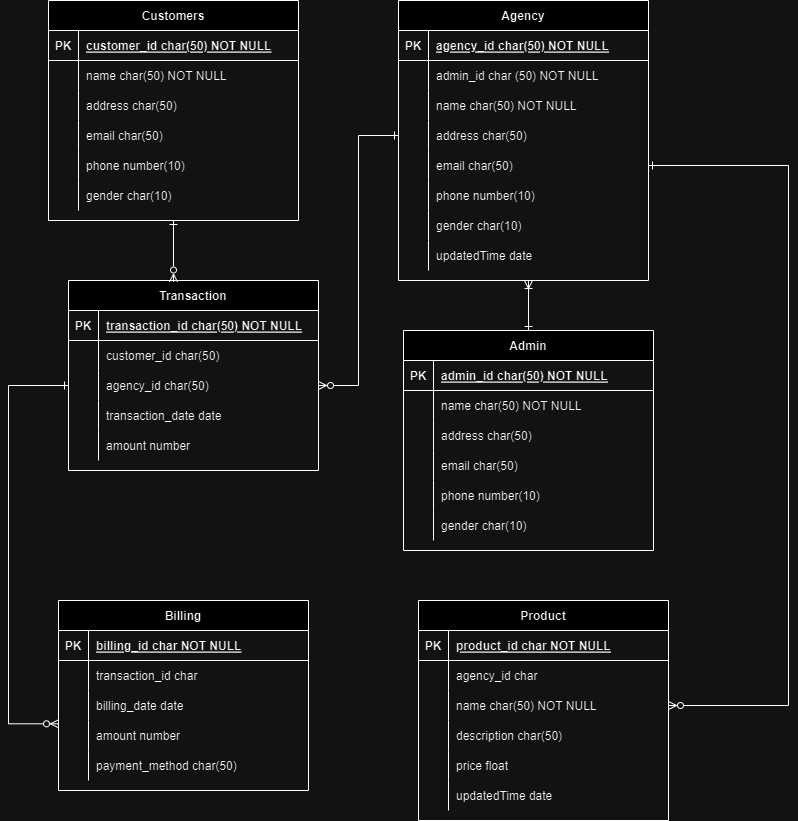 Customers
PK customer_id char(50) NOT NULL
name char(50) NOT NULL
address char(50)
email char(50)
phone number(10)
gender char(10)
Agency
PK agency_id char(50) NOT NULL
admin_id char (50) NOT NULL
name char(50) NOT NULL
address char(50)
email char(50)
phone number(10)
gender char(10)
updatedTime date
Transaction
PK transaction_id char(50) NOT NULL
customer_id char(50)
agency_id char(50)
transaction_date date
amount number
Admin
PK admin_id char(50) NOT NULL
name char(50) NOT NULL
address char(50)
email char(50)
phone number(10)
gender char(10)
Billing
PK billing_id char NOT NULL
transaction_id char
billing_date date
amount number
payment_method char(50)
Product
PK product_id char NOT NULL
agency_id char
name char(50) NOT NULL
description char(50)
price float
updatedTime date